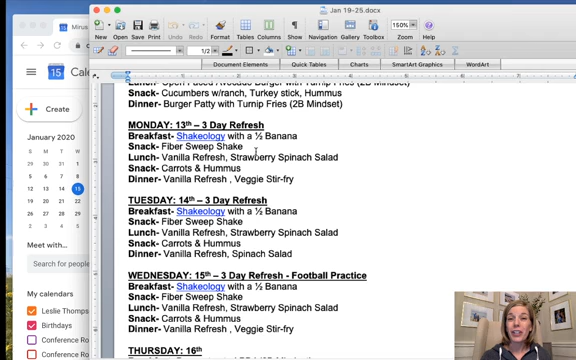 Jan 19-25.docx
Mirus
150%
New Open Save Print Undo Redo Format Tables Columns Show Navigation Gallery Toolbox Zoom Help
1/2
Document Elements Quick Tables Charts SmartArt Graphics WordArt
15
Create
January 2020
Meet with...
Search for people
My calendars
Leslie Thomps
Birthdays
Conference Ro
Conference Ro
Snack- Cucumbers w/ranch, Turkey stick, Hummus
Dinner- Burger Patty with Turnip Fries (2B Mindset)
MONDAY: 13th – 3 Day Refresh
Breakfast- Shakeology with a ½ Banana
Snack- Fiber Sweep Shake
Lunch- Vanilla Refresh, Strawberry Spinach Salad
Snack- Carrots & Hummus
Dinner- Vanilla Refresh , Veggie Stir-fry
TUESDAY: 14th – 3 Day Refresh
Breakfast- Shakeology with a ½ Banana
Snack- Fiber Sweep Shake
Lunch- Vanilla Refresh, Strawberry Spinach Salad
Snack- Carrots & Hummus
Dinner- Vanilla Refresh, Spinach Salad
WEDNESDAY: 15th – 3 Day Refresh - Football Practice
Breakfast- Shakeology with a ½ Banana
Snack- Fiber Sweep Shake
Lunch- Vanilla Refresh, Strawberry Spinach Salad
Snack- Carrots & Hummus
Dinner- Vanilla Refresh , Veggie Stir-fry
THURSDAY: 16th